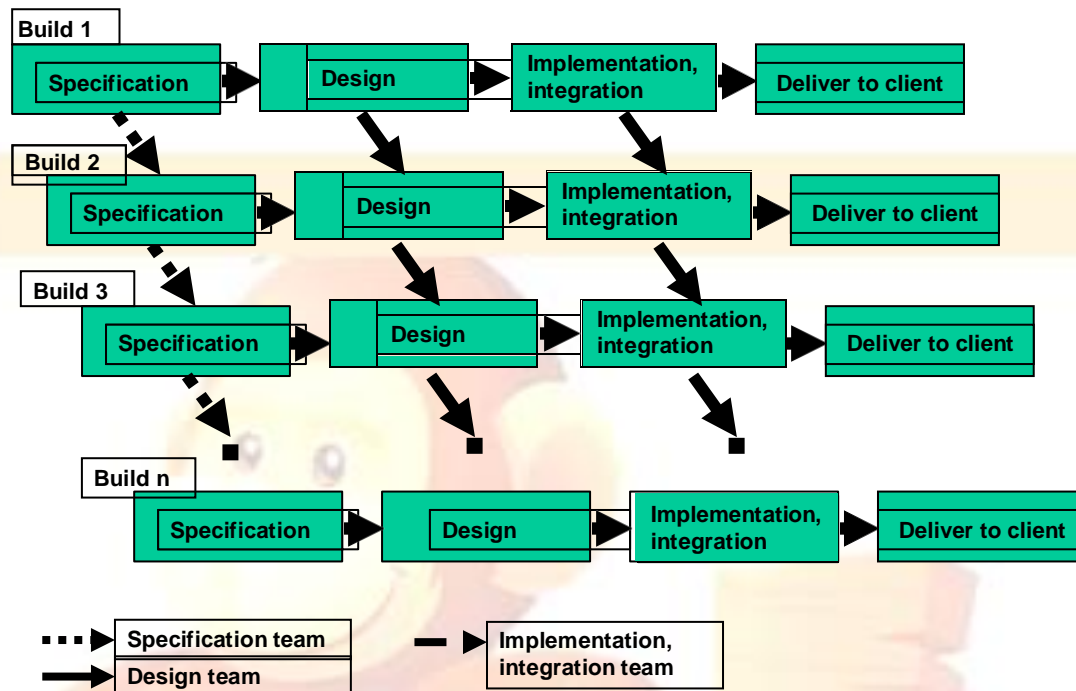 Build 1
Specification
Design
Implementation,
integration
Deliver to client
Build 2
Specification
Design
Implementation,
integration
Deliver to client
Build 3
Specification
Design
Implementation,
integration
Deliver to client
Build n
Specification
Design
Implementation,
integration
Deliver to client
Specification team
Design team
Implementation,
integration team